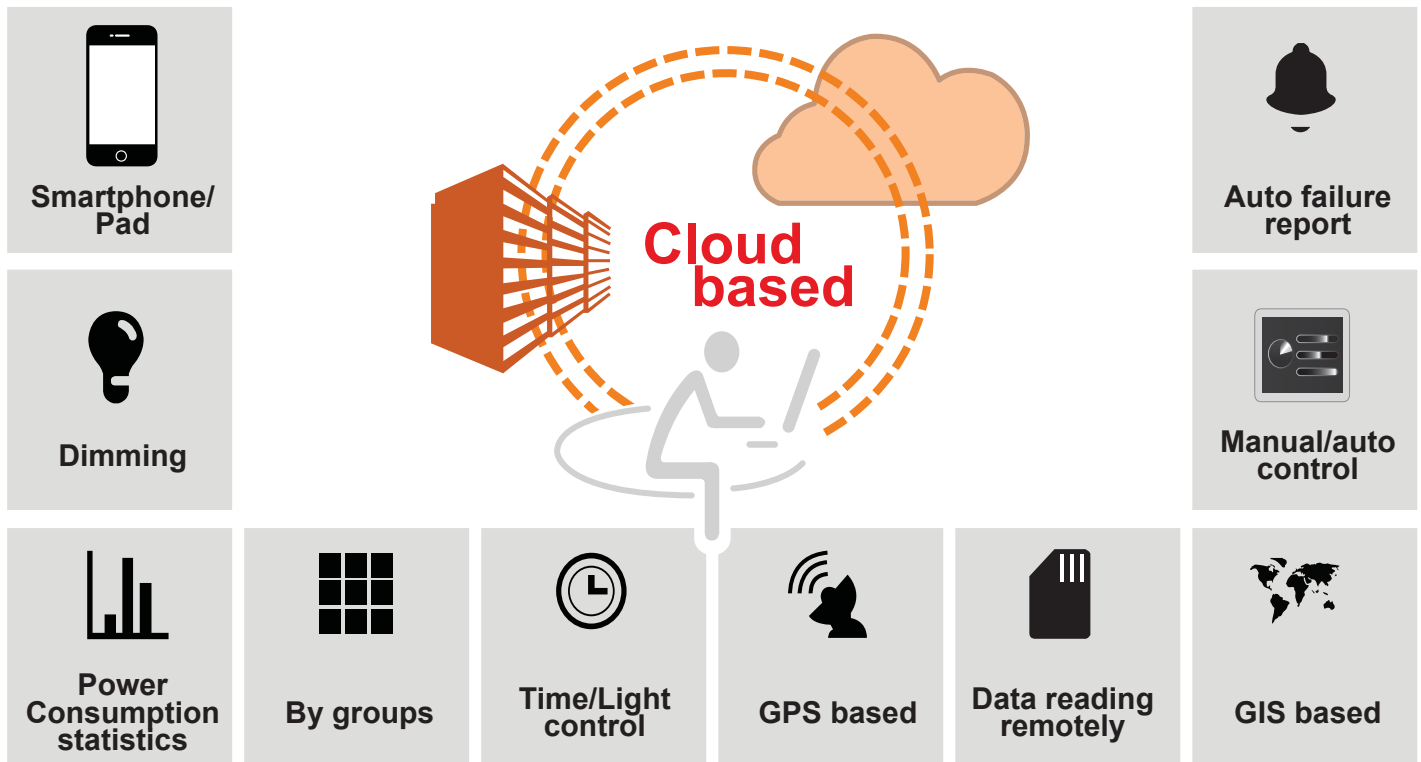 Smartphone/
Pad
Cloud
based
Auto failure
report
Dimming
Manual/auto
control
Power
Consumption
statistics
By groups
Time/Light
control
GPS based
Data reading
remotely
GIS based